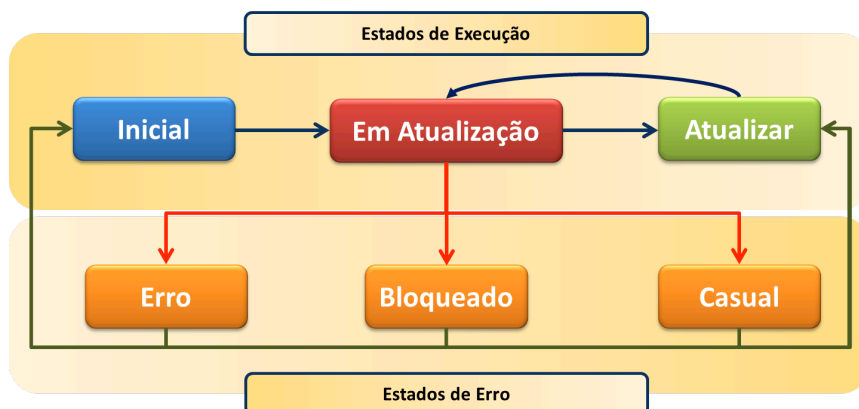 Estados de Execução
Inicial
Em Atualização
Atualizar
Erro
Bloqueado
Casual
Estados de Erro